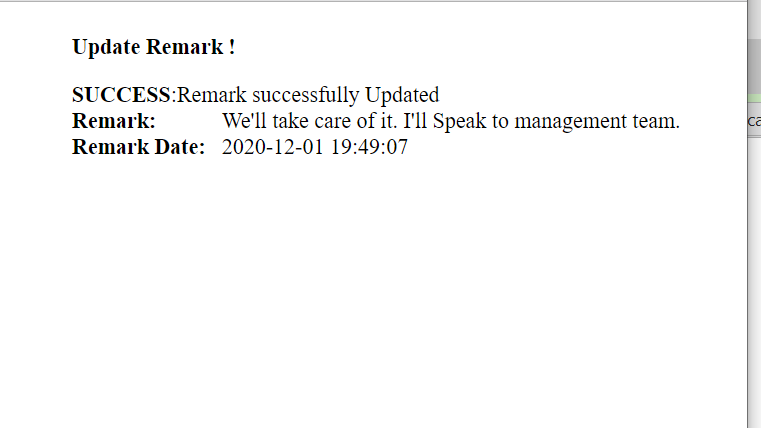 Update Remark !
SUCCESS:Remark successfully Updated
Remark: We'll take care of it. I'll Speak to management team.
Remark Date: 2020-12-01 19:49:07
ca